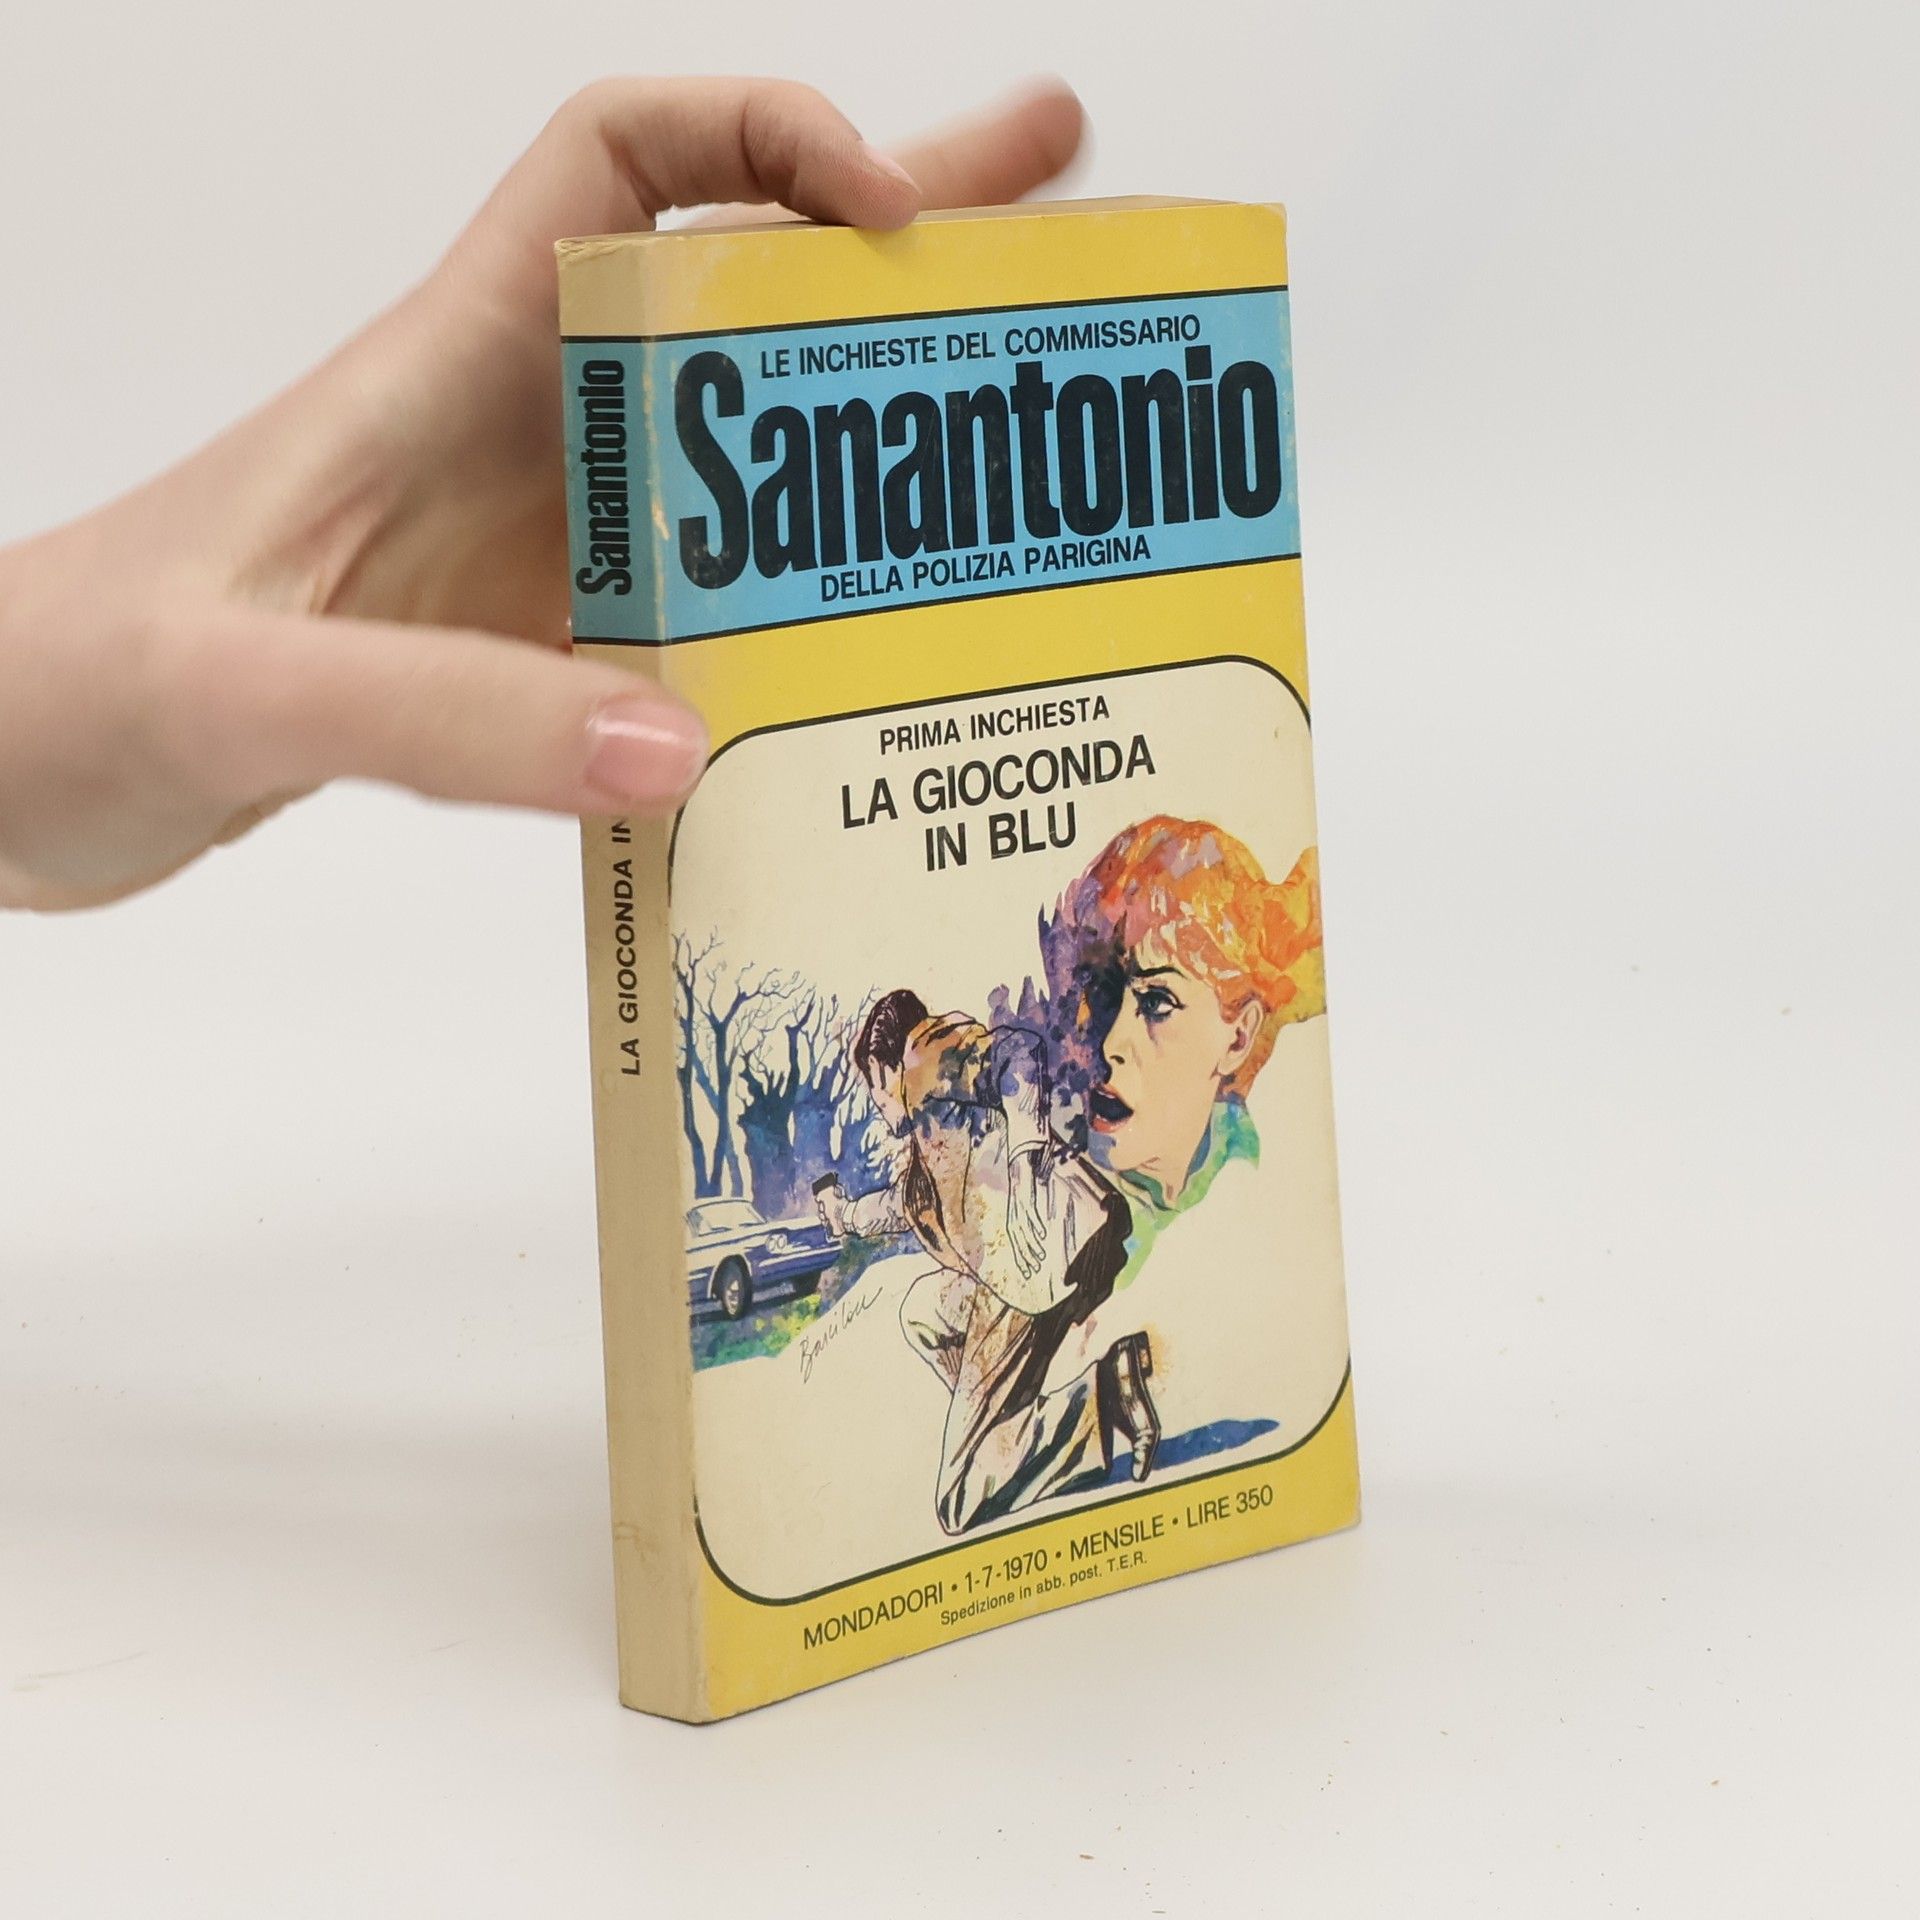 Sanantonio
LA GIOCONDA IN
LE INCHIESTE DEL COMMISSARIO
Sanantonio
DELLA POLIZIA PARIGINA
PRIMA INCHIESTA
LA GIOCONDA
IN BLU
MONDADORI • 1-7-1970 • MENSILE • LIRE 350
Spedizione in abb. post. T.E.R.